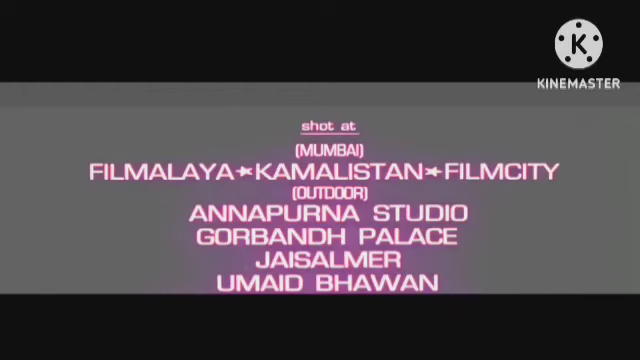 K
KINEMASTER
shot at
(MUMBAI)
FILMALAYA★KAMALISTAN★FILMCITY
(OUTDOOR)
ANNAPURNA STUDIO
GORBANDH PALACE
JAISALMER
UMAID BHAWAN